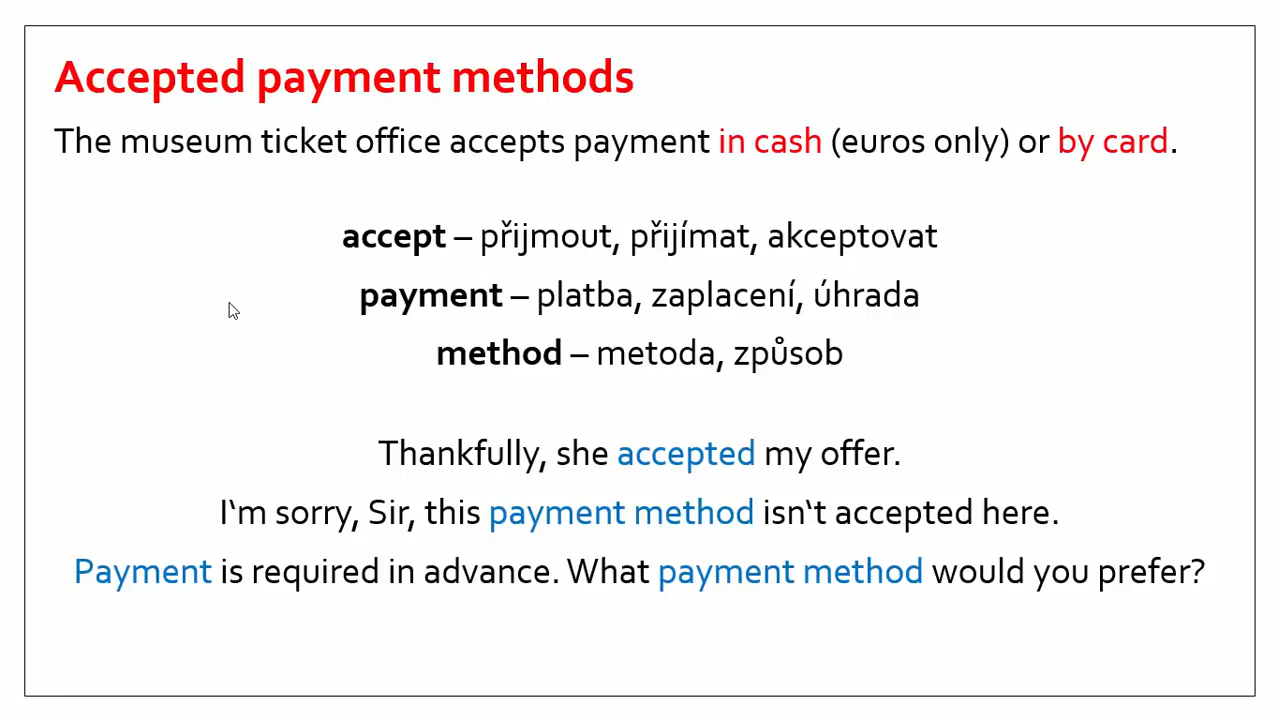 Accepted payment methods
The museum ticket office accepts payment in cash (euros only) or by card.
accept – přijmout, přijímat, akceptovat
payment – platba, zaplacení, úhrada
method – metoda, způsob
Thankfully, she accepted my offer.
I‘m sorry, Sir, this payment method isn‘t accepted here.
Payment is required in advance. What payment method would you prefer?